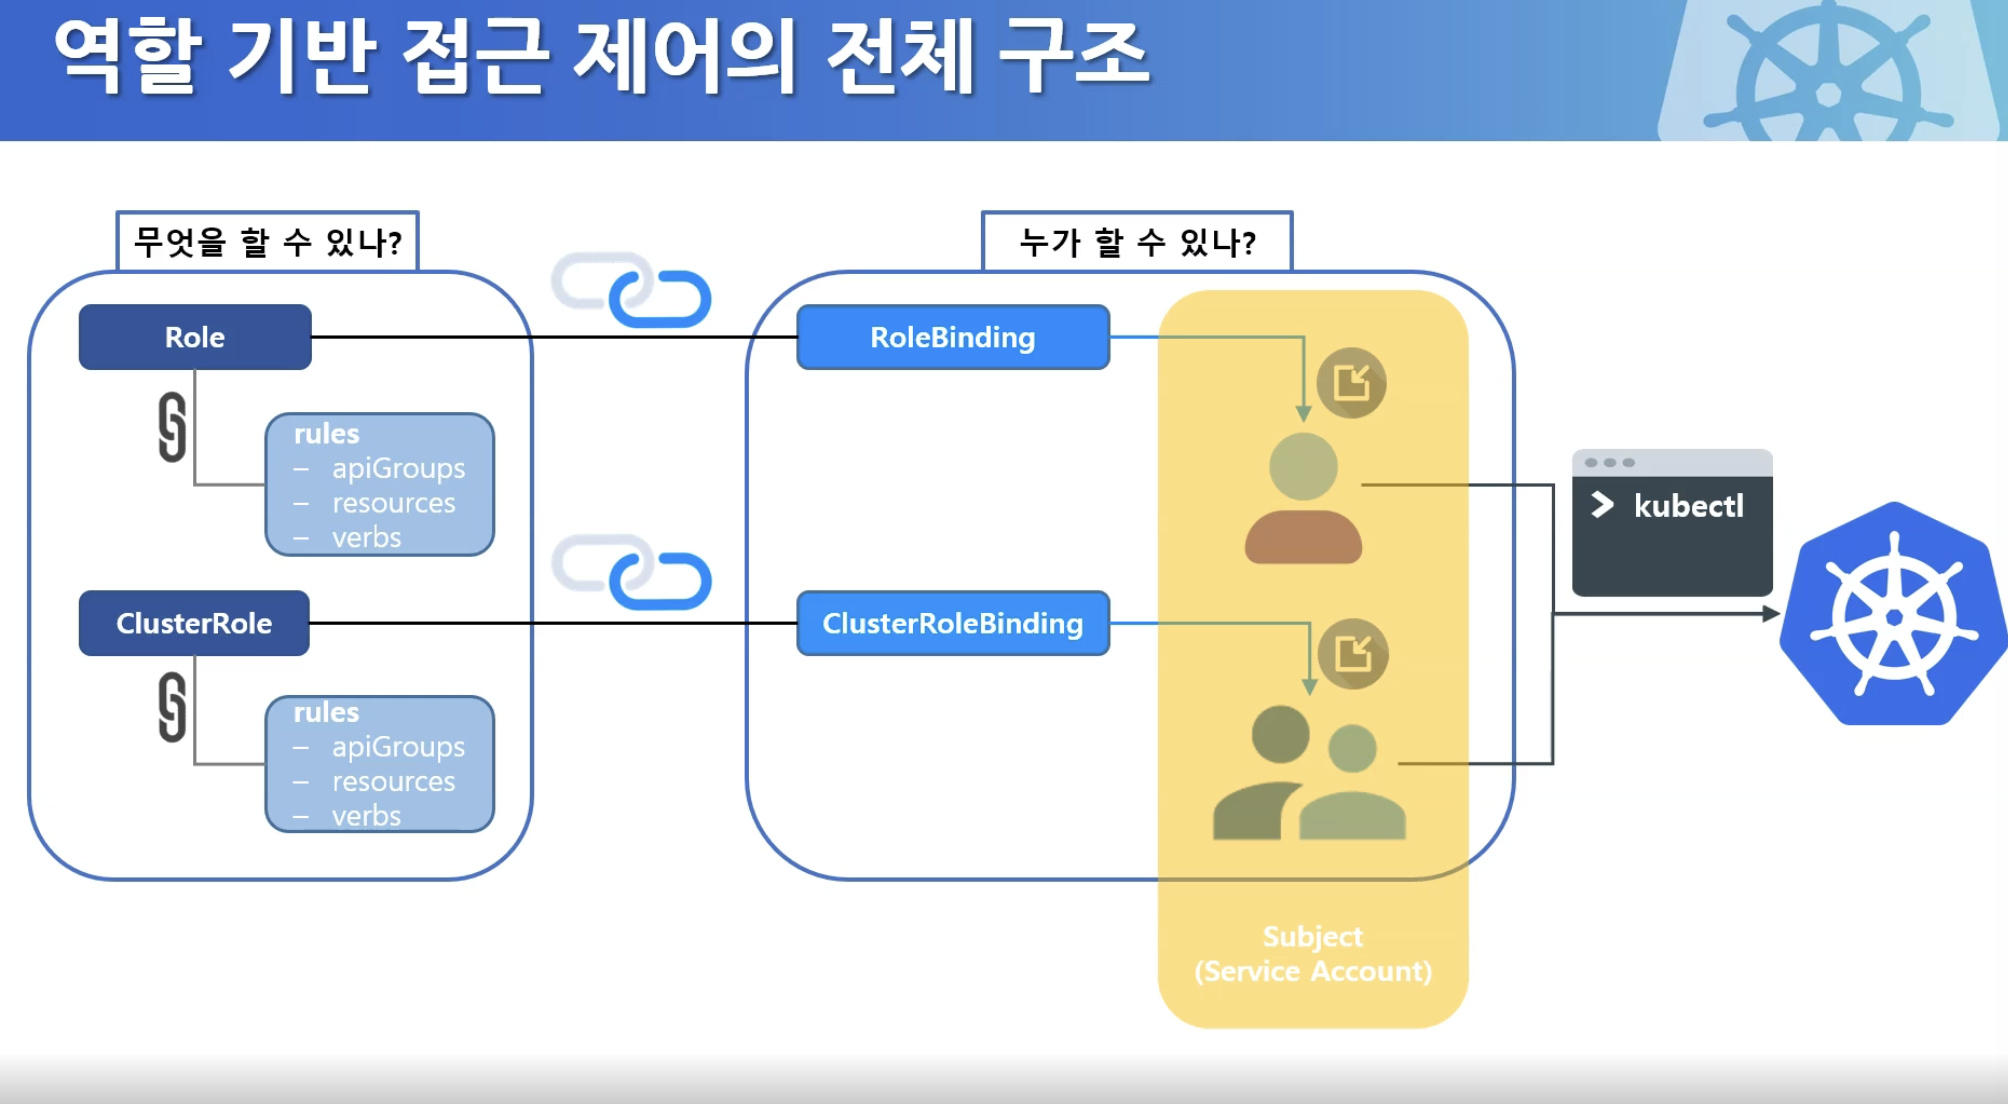 역할 기반 접근 제어의 전체 구조
무엇을 할 수 있나?
Role
rules
– apiGroups
– resources
– verbs
ClusterRole
rules
– apiGroups
– resources
– verbs
누가 할 수 있나?
RoleBinding
ClusterRoleBinding
Subject
(Service Account)
kubectl